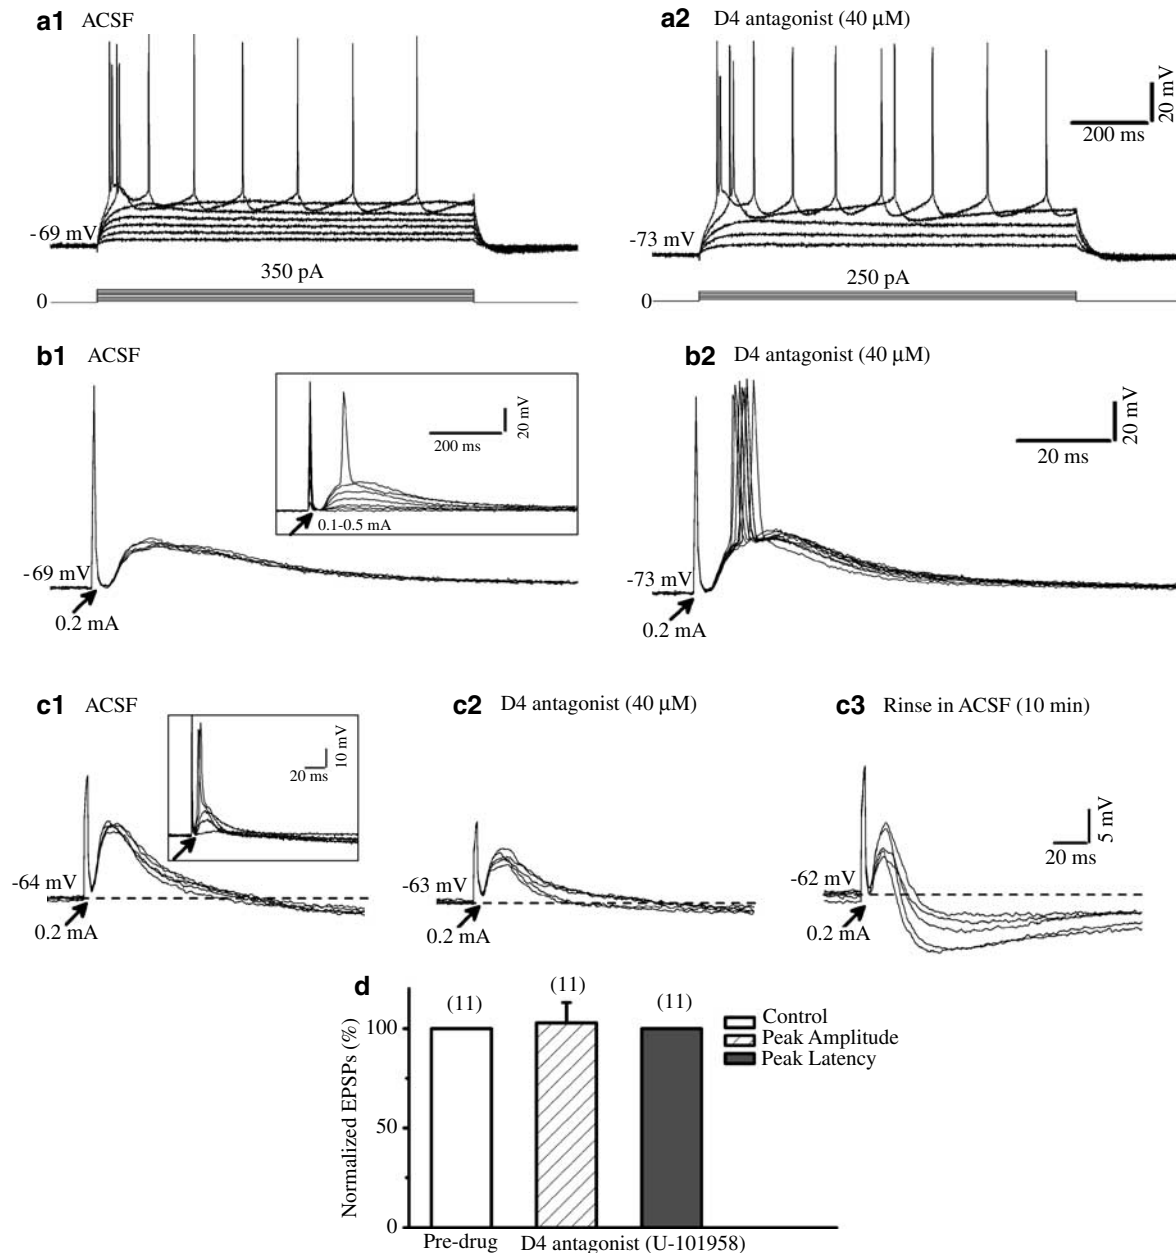 a1 ACSF
a2 D4 antagonist (40 μM)
20 mV
200 ms
-69 mV
-73 mV
350 pA
250 pA
0
0
b1 ACSF
b2 D4 antagonist (40 μM)
20 mV
200 ms
0.1-0.5 mA
20 mV
20 ms
-69 mV
-73 mV
0.2 mA
0.2 mA
c1 ACSF
c2 D4 antagonist (40 μM)
c3 Rinse in ACSF (10 min)
10 mV
20 ms
5 mV
20 ms
-64 mV
-63 mV
-62 mV
0.2 mA
0.2 mA
0.2 mA
d
(11)
(11)
(11)
Control
Peak Amplitude
Peak Latency
Normalized EPSPs (%)
100
50
0
Pre-drug
D4 antagonist (U-101958)